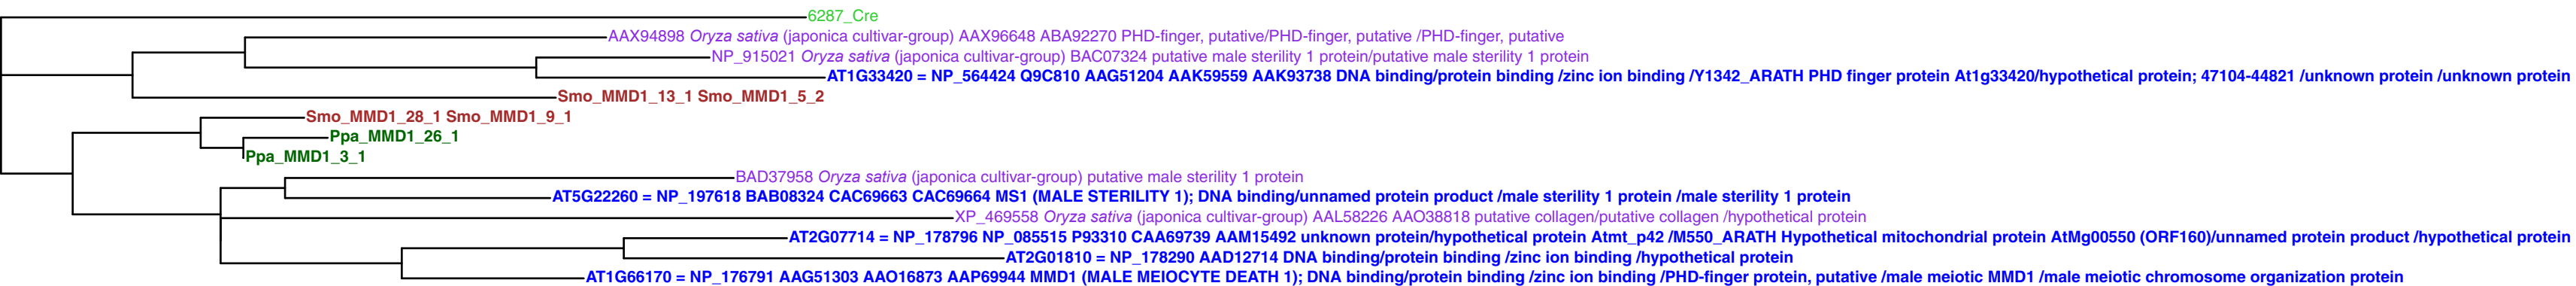 6287_Cre
AAX94898 Oryza sativa (japonica cultivar-group) AAX96648 ABA92270 PHD-finger, putative/PHD-finger, putative /PHD-finger, putative
NP_915021 Oryza sativa (japonica cultivar-group) BAC07324 putative male sterility 1 protein/putative male sterility 1 protein
AT1G33420 = NP_564424 Q9C810 AAG51204 AAK59559 AAK93738 DNA binding/protein binding /zinc ion binding /Y1342_ARATH PHD finger protein At1g33420/hypothetical protein; 47104-44821 /unknown protein /unknown protein
Smo_MMD1_13_1 Smo_MMD1_5_2
Smo_MMD1_28_1 Smo_MMD1_9_1
Ppa_MMD1_26_1
Ppa_MMD1_3_1
BAD37958 Oryza sativa (japonica cultivar-group) putative male sterility 1 protein
AT5G22260 = NP_197618 BAB08324 CAC69663 CAC69664 MS1 (MALE STERILITY 1); DNA binding/unnamed protein product /male sterility 1 protein /male sterility 1 protein
XP_469558 Oryza sativa (japonica cultivar-group) AAL58226 AAO38818 putative collagen/putative collagen /hypothetical protein
AT2G07714 = NP_178796 NP_085515 P93310 CAA69739 AAM15492 unknown protein/hypothetical protein Atmt_p42 /M550_ARATH Hypothetical mitochondrial protein AtMg00550 (ORF160)/unnamed protein product /hypothetical protein
AT2G01810 = NP_178290 AAD12714 DNA binding/protein binding /zinc ion binding /hypothetical protein
AT1G66170 = NP_176791 AAG51303 AAO16873 AAP69944 MMD1 (MALE MEIOCYTE DEATH 1); DNA binding/protein binding /zinc ion binding /PHD-finger protein, putative /male meiotic MMD1 /male meiotic chromosome organization protein